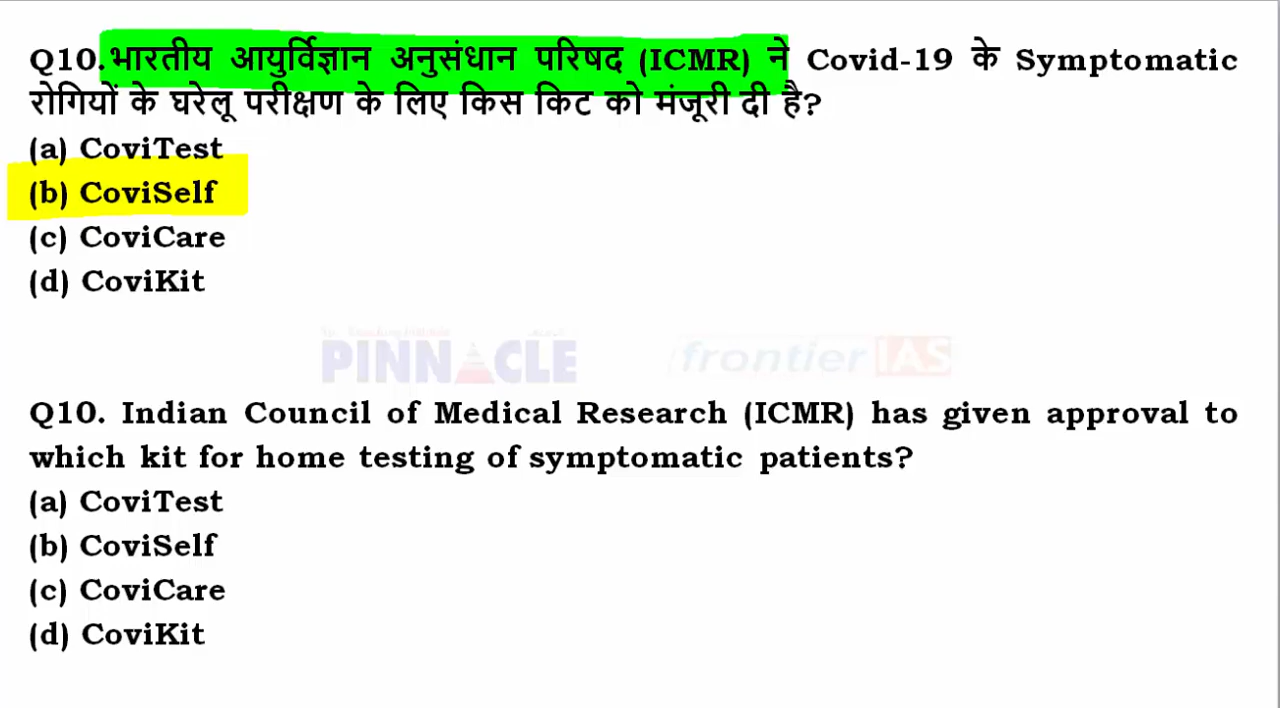 Q10.भारतीय आयुर्विज्ञान अनुसंधान परिषद (ICMR) ने Covid-19 के Symptomatic
रोगियों के घरेलू परीक्षण के लिए किस किट को मंजूरी दी है?
(a) CoviTest
(b) CoviSelf
(c) CoviCare
(d) CoviKit
PINNACLE
frontier IAS
Q10. Indian Council of Medical Research (ICMR) has given approval to
which kit for home testing of symptomatic patients?
(a) CoviTest
(b) CoviSelf
(c) CoviCare
(d) CoviKit